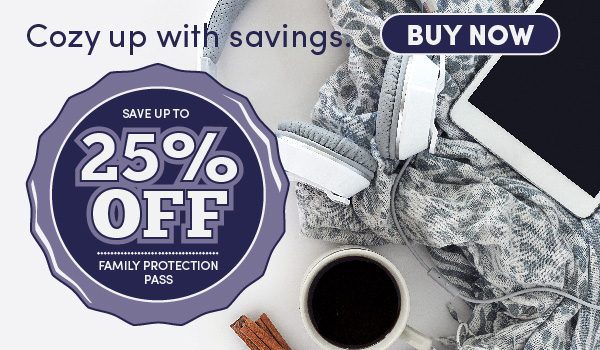 Cozy up with savings.
BUY NOW
SAVE UP TO
25%
OFF
FAMILY PROTECTION
PASS